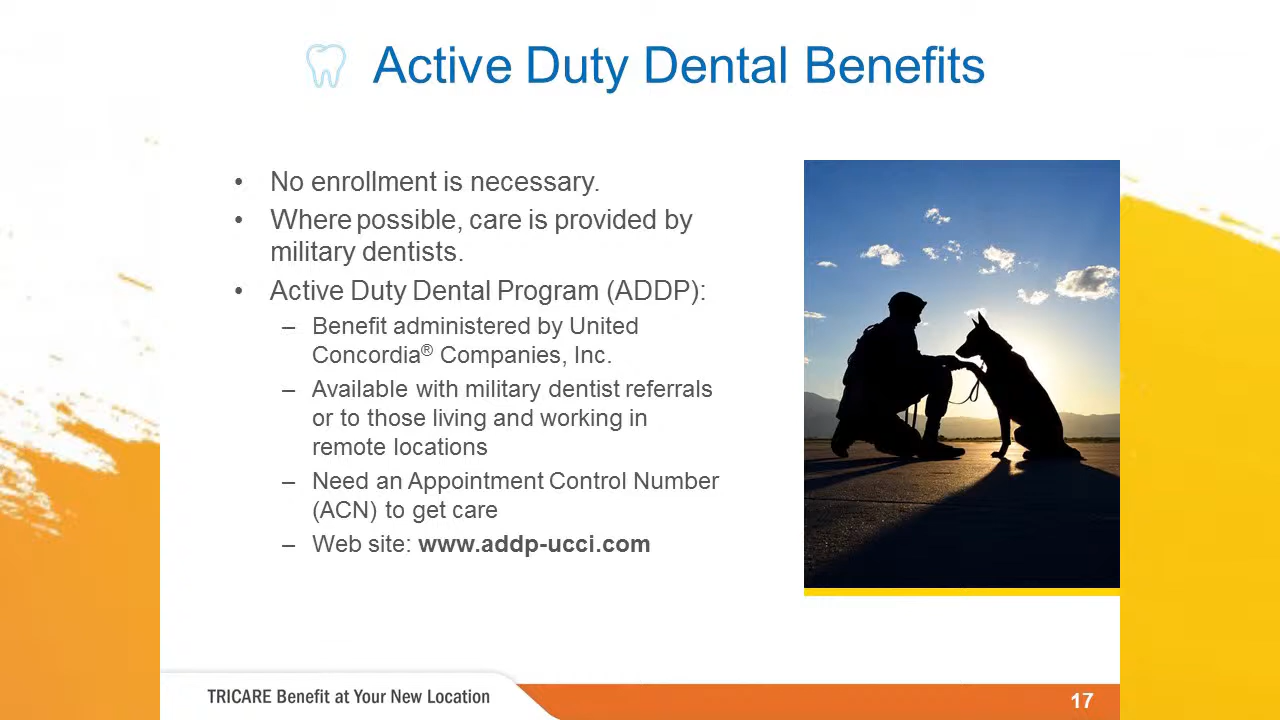 Active Duty Dental Benefits
• No enrollment is necessary.
• Where possible, care is provided by
military dentists.
• Active Duty Dental Program (ADDP):
– Benefit administered by United
Concordia® Companies, Inc.
– Available with military dentist referrals
or to those living and working in
remote locations
– Need an Appointment Control Number
(ACN) to get care
– Web site: www.addp-ucci.com
TRICARE Benefit at Your New Location
17